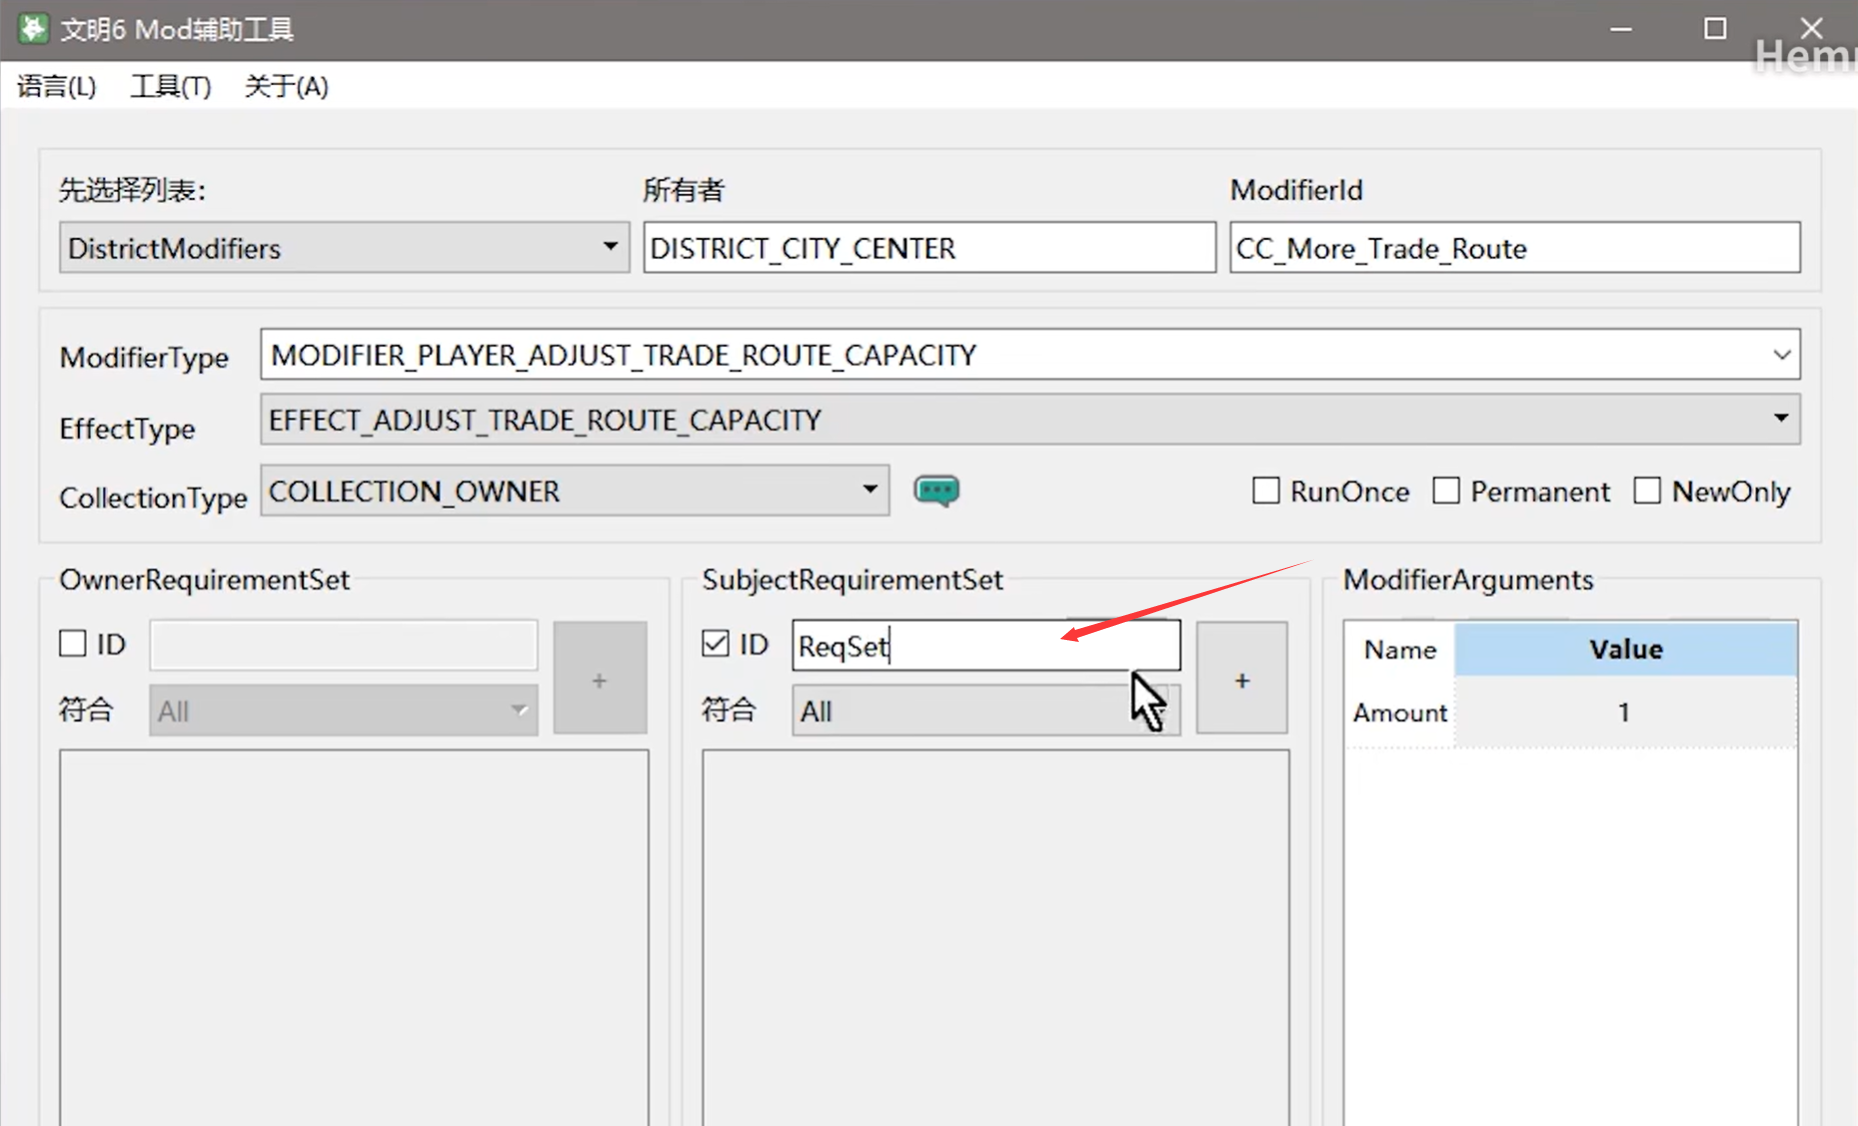 文明6 Mod辅助工具
语言(L) 工具(T) 关于(A)
先选择列表: 所有者 ModifierId
DistrictModifiers DISTRICT_CITY_CENTER CC_More_Trade_Route
ModifierType MODIFIER_PLAYER_ADJUST_TRADE_ROUTE_CAPACITY
EffectType EFFECT_ADJUST_TRADE_ROUTE_CAPACITY
CollectionType COLLECTION_OWNER RunOnce Permanent NewOnly
OwnerRequirementSet SubjectRequirementSet ModifierArguments
ID + ID ReqSet + Name Value
符合 All 符合 All Amount 1